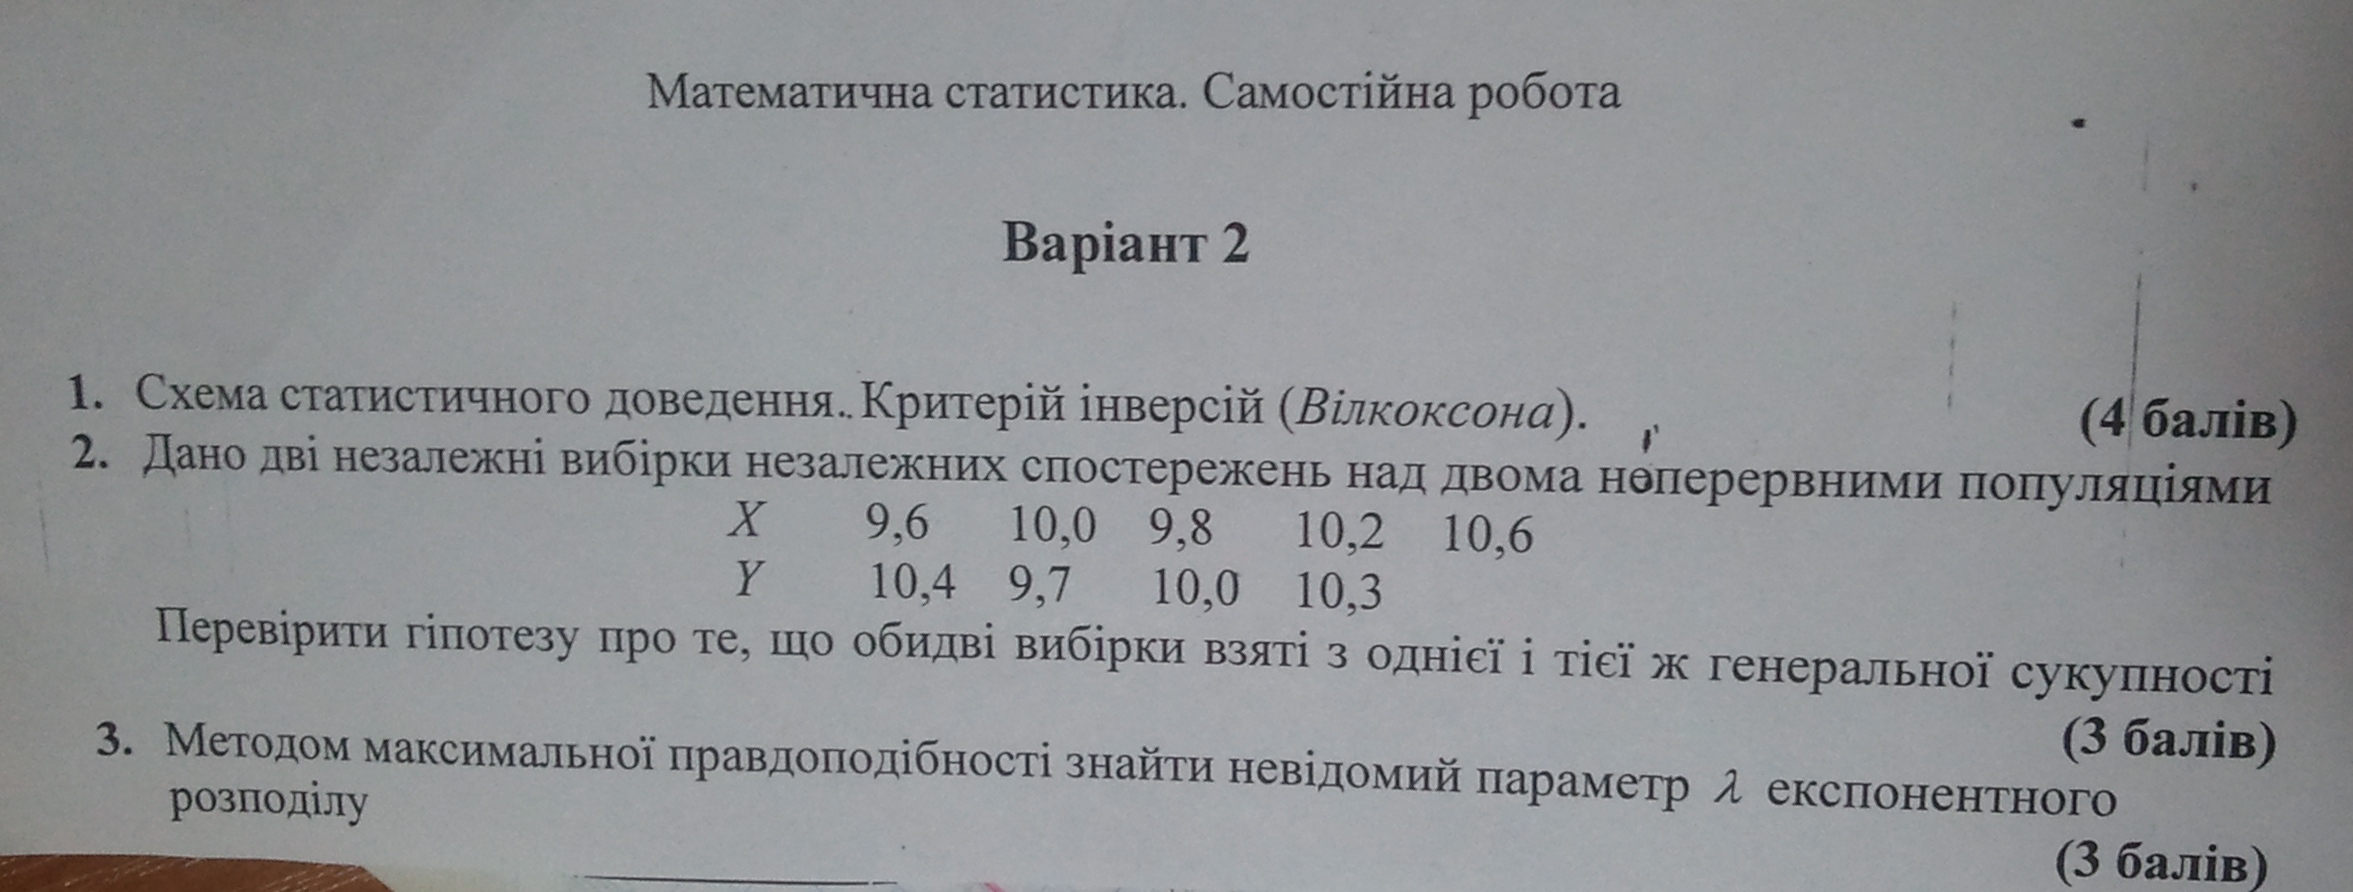 Математична статистика. Самостійна робота
Варіант 2
1. Схема статистичного доведення.. Критерій інверсій (Вілкоксона). (4 балів)
2. Дано дві незалежні вибірки незалежних спостережень над двома неперервними популяціями
X 9,6 10,0 9,8 10,2 10,6
Y 10,4 9,7 10,0 10,3
Перевірити гіпотезу про те, що обидві вибірки взяті з однієї і тієї ж генеральної сукупності
(3 балів)
3. Методом максимальної правдоподібності знайти невідомий параметр λ експонентного
розподілу
(3 балів)